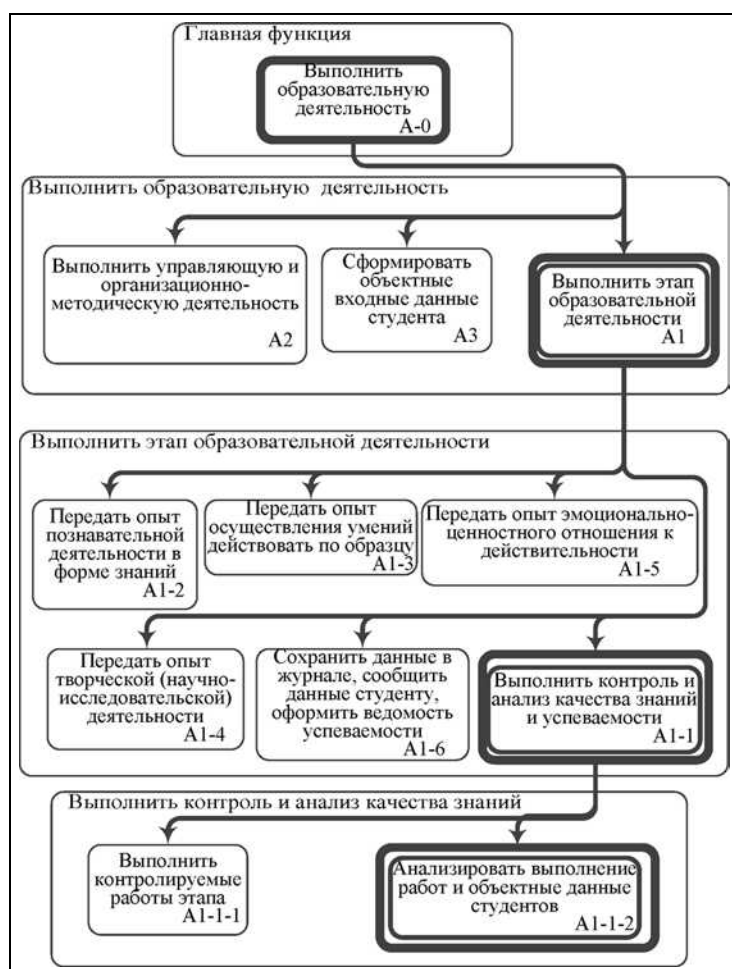 Главная функция
Выполнить
образовательную
деятельность
А-0
Выполнить образовательную деятельность
Выполнить управляющую и
организационно-
методическую деятельность
А2
Сформировать
объектные
входные данные
студента
А3
Выполнить этап
образовательной
деятельности
А1
Выполнить этап образовательной деятельности
Передать опыт
познавательной
деятельности в
форме знаний
А1-2
Передать опыт
осуществления умений
действовать по образцу
А1-3
Передать опыт эмоционально-
ценностного отношения к
действительности
А1-5
Передать опыт
творческой (научно-
исследовательской)
деятельности
А1-4
Сохранить данные в
журнале, сообщить
данные студенту,
оформить ведомость
успеваемости
А1-6
Выполнить контроль и
анализ качества знаний
и успеваемости
А1-1
Выполнить контроль и анализ качества знаний
Выполнить
контролируемые
работы этапа
А1-1-1
Анализировать выполнение
работ и объектные данные
студентов
А1-1-2